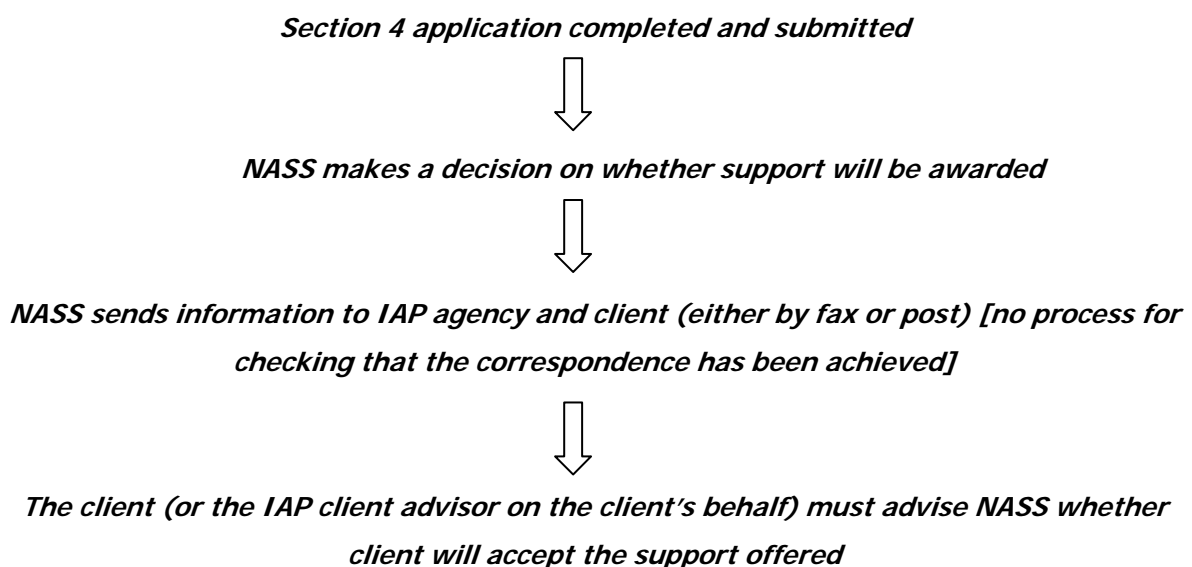 Section 4 application completed and submitted
NASS makes a decision on whether support will be awarded
NASS sends information to IAP agency and client (either by fax or post) [no process for
checking that the correspondence has been achieved]
The client (or the IAP client advisor on the client's behalf) must advise NASS whether
client will accept the support offered